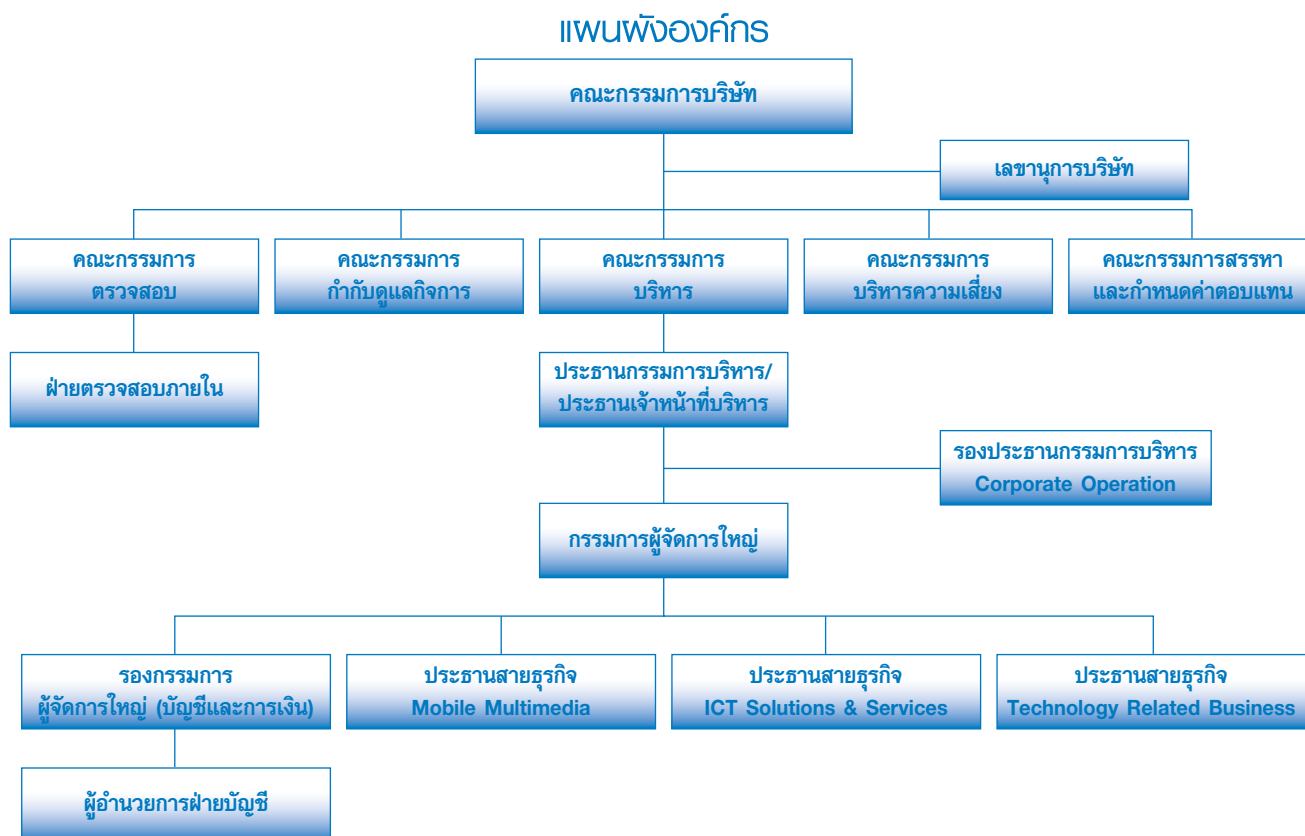 แผนผังองค์กร
คณะกรรมการบริษัท
เลขานุการบริษัท
คณะกรรมการ
ตรวจสอบ
คณะกรรมการ
กำกับดูแลกิจการ
คณะกรรมการ
บริหาร
คณะกรรมการ
บริหารความเสี่ยง
คณะกรรมการสรรหา
และกำหนดค่าตอบแทน
ฝ่ายตรวจสอบภายใน
ประธานกรรมการบริหาร/
ประธานเจ้าหน้าที่บริหาร
รองประธานกรรมการบริหาร
Corporate Operation
กรรมการผู้จัดการใหญ่
รองกรรมการ
ผู้จัดการใหญ่ (บัญชีและการเงิน)
ประธานสายธุรกิจ
Mobile Multimedia
ประธานสายธุรกิจ
ICT Solutions & Services
ประธานสายธุรกิจ
Technology Related Business
ผู้อำนวยการฝ่ายบัญชี